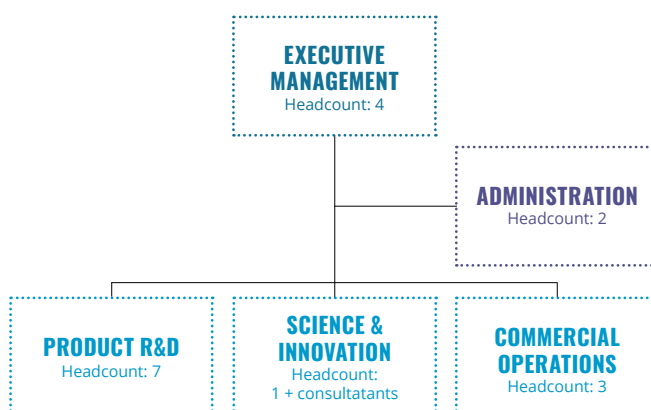 EXECUTIVE
MANAGEMENT
Headcount: 4
ADMINISTRATION
Headcount: 2
PRODUCT R&D
Headcount: 7
SCIENCE &
INNOVATION
Headcount:
1 + consultatants
COMMERCIAL
OPERATIONS
Headcount: 3